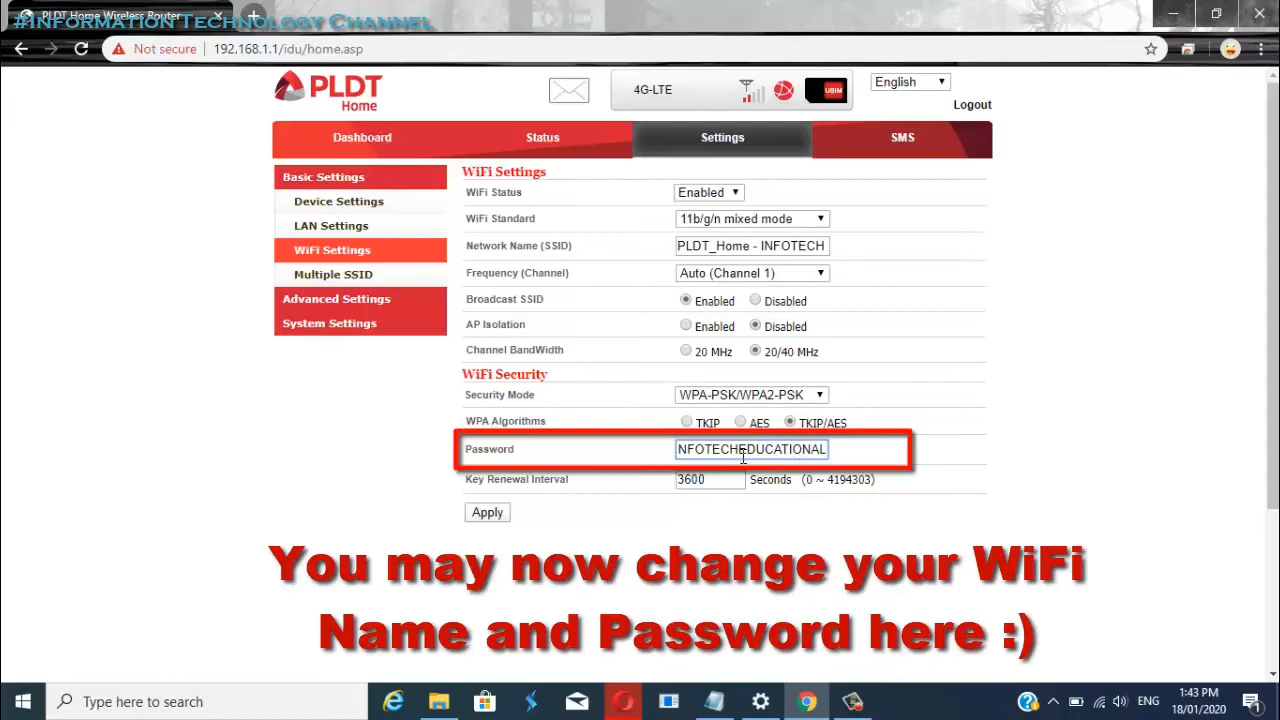 #Information Technology Channel
PLDT Home Wireless Router
Not secure 192.168.1.1/idu/home.asp
PLDT
Home
4G-LTE
USIM
English
Logout
Dashboard Status Settings SMS
Basic Settings
Device Settings
LAN Settings
WiFi Settings
Multiple SSID
Advanced Settings
System Settings
WiFi Settings
WiFi Status Enabled
WiFi Standard 11b/g/n mixed mode
Network Name (SSID) PLDT_Home - INFOTECH
Frequency (Channel) Auto (Channel 1)
Broadcast SSID Enabled Disabled
AP Isolation Enabled Disabled
Channel BandWidth 20 MHz 20/40 MHz
WiFi Security
Security Mode WPA-PSK/WPA2-PSK
WPA Algorithms TKIP AES TKIP/AES
Password NFOTECHEDUCATIONAL
Key Renewal Interval 3600 Seconds (0 ~ 4194303)
Apply
You may now change your WiFi
Name and Password here :)
Type here to search
ENG
1:43 PM
18/01/2020